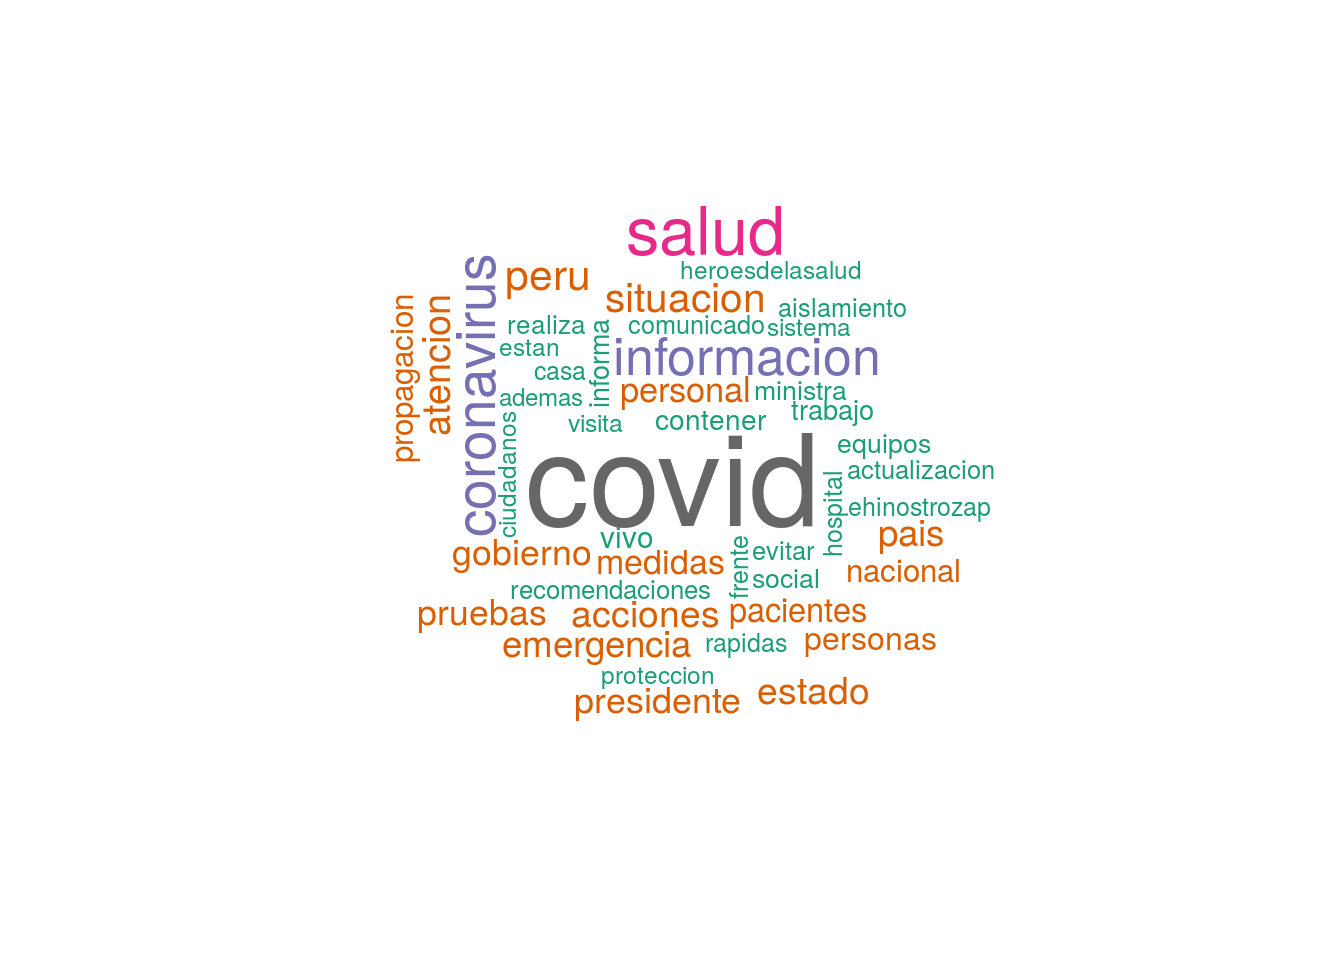 salud
heroesdelasalud
peru
situacion
aislamiento
realiza
comunicado
sistema
estan
informa
informacion
casa
personal
ministra
ademas
visita
contener
trabajo
propagacion
atencion
coronavirus
ciudadanos
covid
equipos
actualizacion
hospital
ehinostrozap
vivo
pais
gobierno
medidas
frente
evitar
social
nacional
recomendaciones
pruebas
acciones
pacientes
emergencia
rapidas
personas
proteccion
presidente
estado